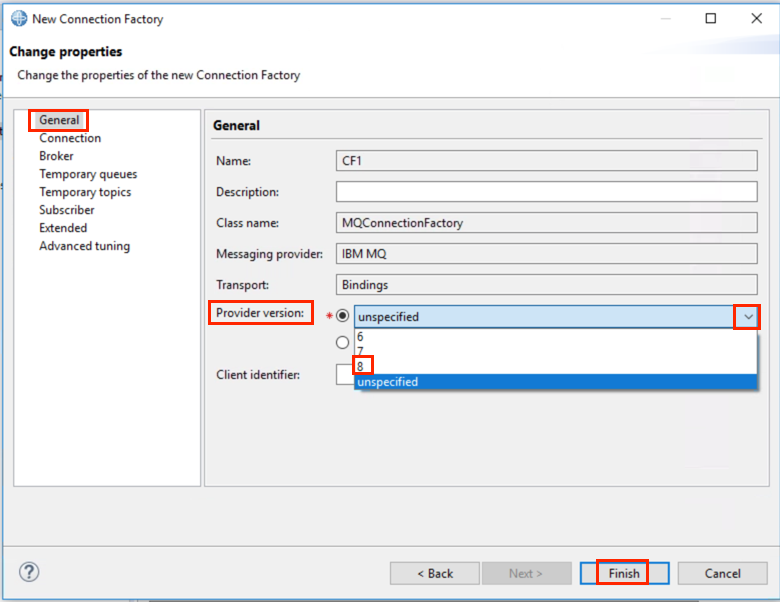 New Connection Factory
Change properties
Change the properties of the new Connection Factory
General
Connection
Broker
Temporary queues
Temporary topics
Subscriber
Extended
Advanced tuning
General
Name: CF1
Description:
Class name: MQConnectionFactory
Messaging provider: IBM MQ
Transport: Bindings
Provider version: * unspecified
6
7
8
unspecified
Client identifier:
? < Back Next > Finish Cancel